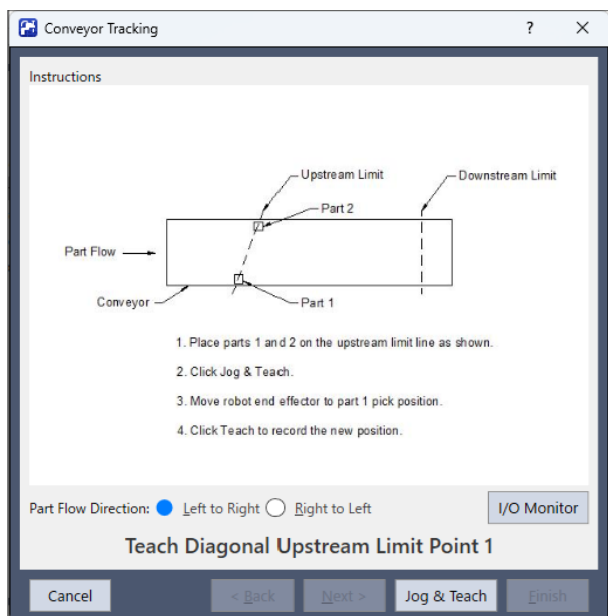 Conveyor Tracking
?
Instructions
Upstream Limit
Downstream Limit
Part 2
Part Flow
Conveyor
Part 1
1. Place parts 1 and 2 on the upstream limit line as shown.
2. Click Jog & Teach.
3. Move robot end effector to part 1 pick position.
4. Click Teach to record the new position.
Part Flow Direction: Left to Right Right to Left I/O Monitor
Teach Diagonal Upstream Limit Point 1
Cancel < Back Next > Jog & Teach Finish